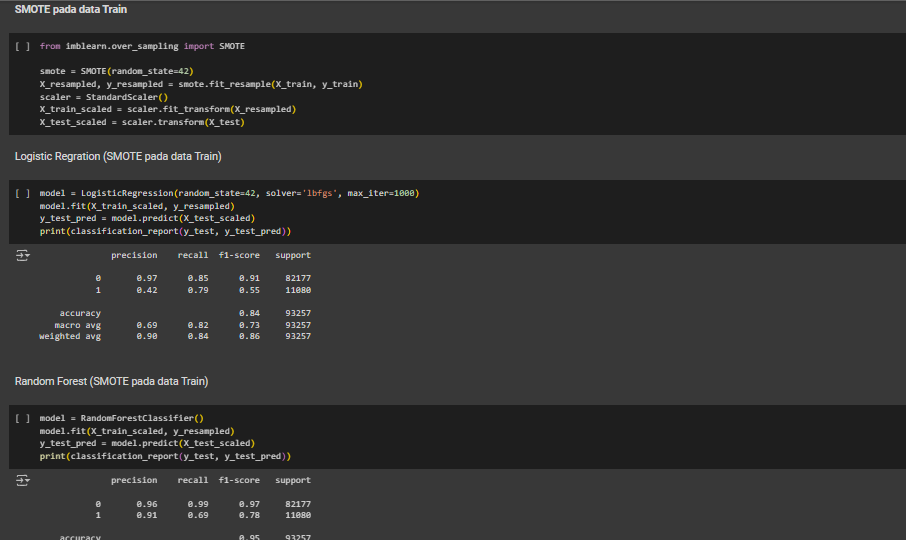 SMOTE pada data Train
[ ] from imblearn.over_sampling import SMOTE
smote = SMOTE(random_state=42)
X_resampled, y_resampled = smote.fit_resample(X_train, y_train)
scaler = StandardScaler()
X_train_scaled = scaler.fit_transform(X_resampled)
X_test_scaled = scaler.transform(X_test)
Logistic Regration (SMOTE pada data Train)
[ ] model = LogisticRegression(random_state=42, solver='lbfgs', max_iter=1000)
model.fit(X_train_scaled, y_resampled)
y_test_pred = model.predict(X_test_scaled)
print(classification_report(y_test, y_test_pred))
precision recall f1-score support
0 0.97 0.85 0.91 82177
1 0.42 0.79 0.55 11080
accuracy 0.84 93257
macro avg 0.69 0.82 0.73 93257
weighted avg 0.90 0.84 0.86 93257
Random Forest (SMOTE pada data Train)
[ ] model = RandomForestClassifier()
model.fit(X_train_scaled, y_resampled)
y_test_pred = model.predict(X_test_scaled)
print(classification_report(y_test, y_test_pred))
precision recall f1-score support
0 0.96 0.99 0.97 82177
1 0.91 0.69 0.78 11080
accuracy 0.95 93257